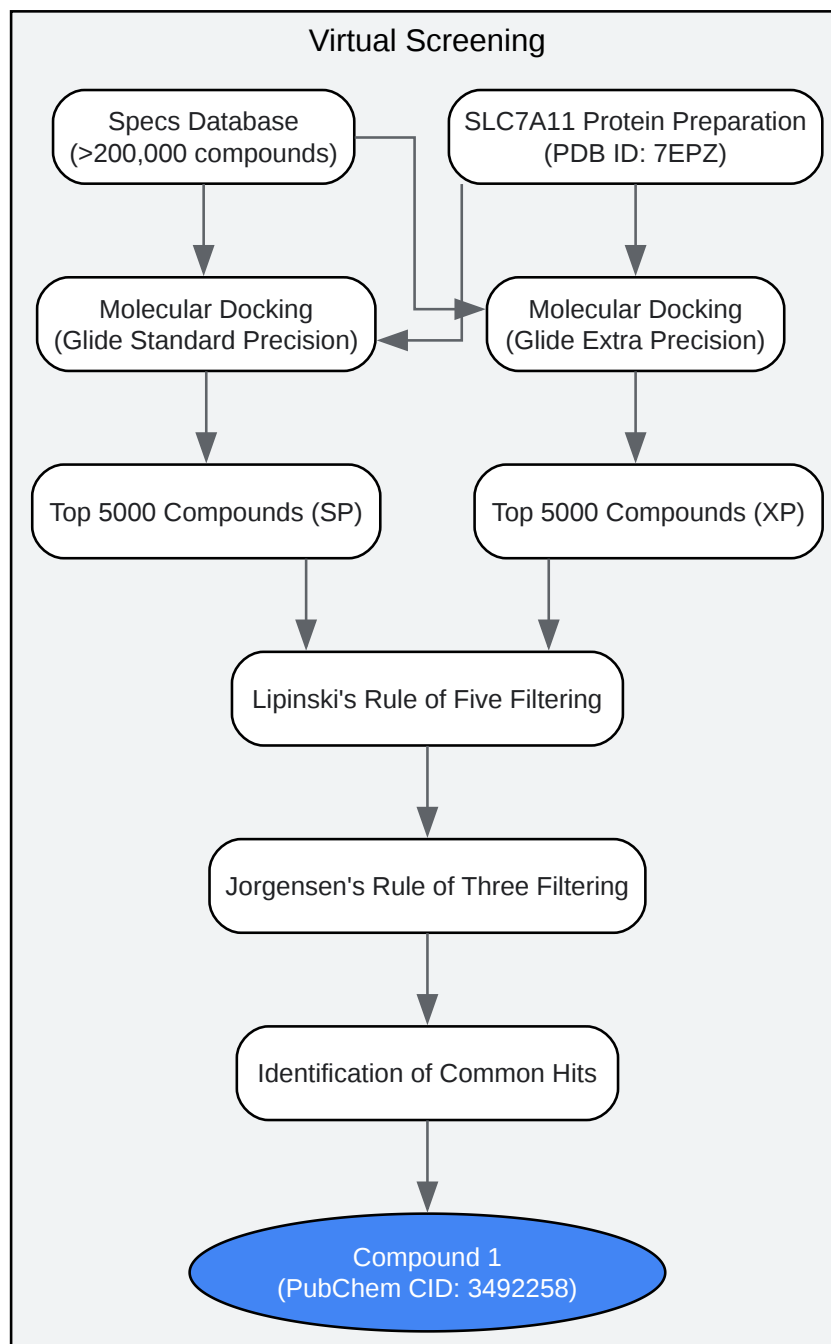 Virtual Screening
Specs Database
(>200,000 compounds)
SLC7A11 Protein Preparation
(PDB ID: 7EPZ)
Molecular Docking
(Glide Standard Precision)
Molecular Docking
(Glide Extra Precision)
Top 5000 Compounds (SP)
Top 5000 Compounds (XP)
Lipinski's Rule of Five Filtering
Jorgensen's Rule of Three Filtering
Identification of Common Hits
Compound 1
(PubChem CID: 3492258)